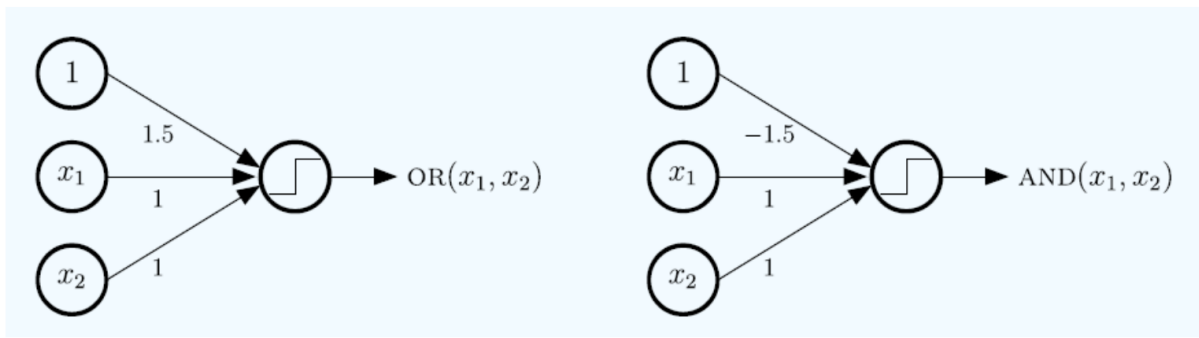 1
1.5
x₁
1
x₂
1
OR(x₁, x₂)
1
−1.5
x₁
1
x₂
1
AND(x₁, x₂)